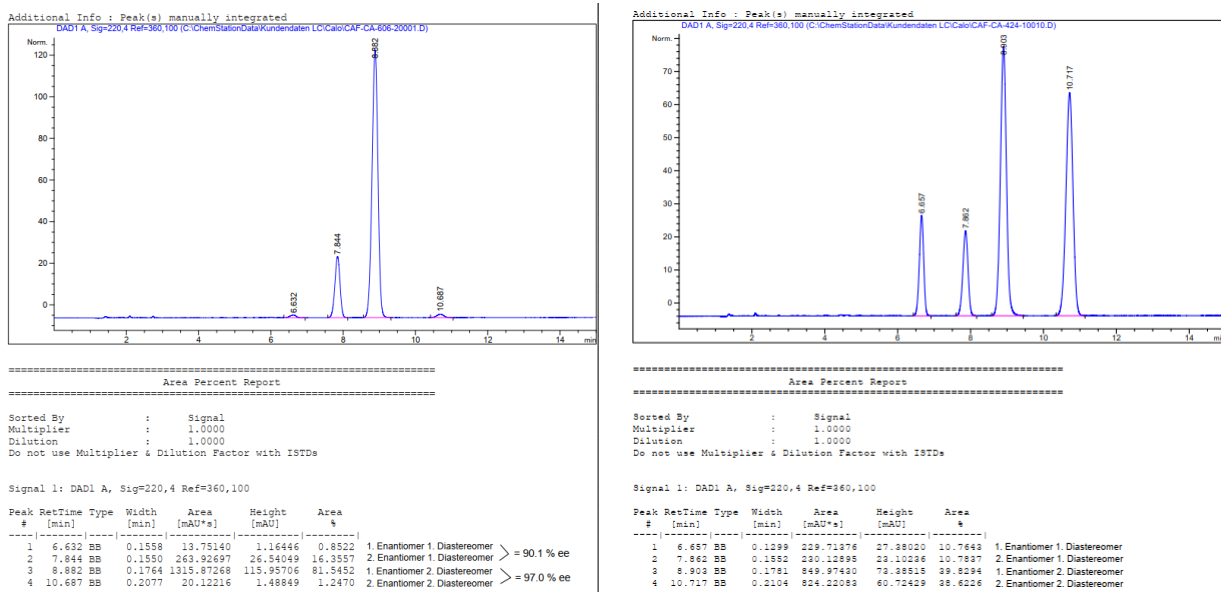 Additional Info : Peak(s) manually integrated
DAD1 A, Sig=220,4 Ref=360,100 (C:\ChemStationData\Kundendaten LC\Calo\CAF-CA-606-20001.D)
Norm.
120
100
80
60
40
20
0
6.632
7.844
8.882
10.687
2 4 6 8 10 12 14 min
Area Percent Report
Sorted By : Signal
Multiplier : 1.0000
Dilution : 1.0000
Do not use Multiplier & Dilution Factor with ISTDs
Signal 1: DAD1 A, Sig=220,4 Ref=360,100
Peak RetTime Type Width Area Height Area
# [min] [min] [mAU*s] [mAU] %
1 6.632 BB 0.1558 13.75140 1.16446 0.8522 1. Enantiomer 1. Diastereomer
2 7.844 BB 0.1550 263.92697 26.54049 16.3557 2. Enantiomer 1. Diastereomer
= 90.1 % ee
3 8.882 BB 0.1764 1315.87268 115.95706 81.5452 1. Enantiomer 2. Diastereomer
4 10.687 BB 0.2077 20.12216 1.48849 1.2470 2. Enantiomer 2. Diastereomer
= 97.0 % ee
Additional Info : Peak(s) manually integrated
DAD1 A, Sig=220,4 Ref=360,100 (C:\ChemStationData\Kundendaten LC\Calo\CAF-CA-424-10010.D)
Norm.
70
60
50
40
30
20
10
0
6.657
7.862
8.903
10.717
2 4 6 8 10 12 14 min
Area Percent Report
Sorted By : Signal
Multiplier : 1.0000
Dilution : 1.0000
Do not use Multiplier & Dilution Factor with ISTDs
Signal 1: DAD1 A, Sig=220,4 Ref=360,100
Peak RetTime Type Width Area Height Area
# [min] [min] [mAU*s] [mAU] %
1 6.657 BB 0.1299 229.71376 27.38020 10.7643 1. Enantiomer 1. Diastereomer
2 7.862 BB 0.1552 230.12895 23.10236 10.7837 2. Enantiomer 1. Diastereomer
3 8.903 BB 0.1781 849.97430 73.38515 39.8294 1. Enantiomer 2. Diastereomer
4 10.717 BB 0.2104 824.22083 60.72429 38.6226 2. Enantiomer 2. Diastereomer